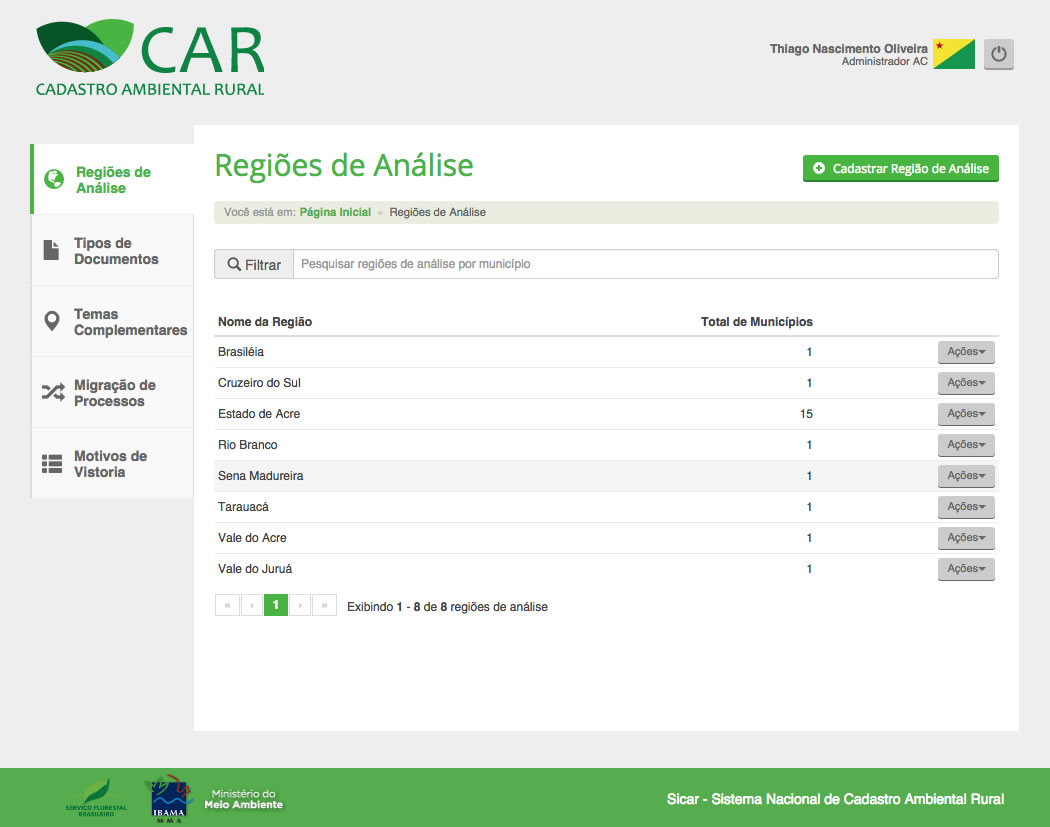 CAR
CADASTRO AMBIENTAL RURAL
Thiago Nascimento Oliveira
Administrador AC
Regiões de
Análise
Tipos de
Documentos
Temas
Complementares
Migração de
Processos
Motivos de
Vistoria
Regiões de Análise
Cadastrar Região de Análise
Você está em: Página Inicial » Regiões de Análise
Filtrar Pesquisar regiões de análise por município
Nome da Região Total de Municípios
Brasiléia 1 Ações
Cruzeiro do Sul 1 Ações
Estado de Acre 15 Ações
Rio Branco 1 Ações
Sena Madureira 1 Ações
Tarauacá 1 Ações
Vale do Acre 1 Ações
Vale do Juruá 1 Ações
« ‹ 1 › » Exibindo 1 - 8 de 8 regiões de análise
SERVIÇO FLORESTAL
BRASILEIRO
IBAMA
M M A
Ministério do
Meio Ambiente
Sicar - Sistema Nacional de Cadastro Ambiental Rural